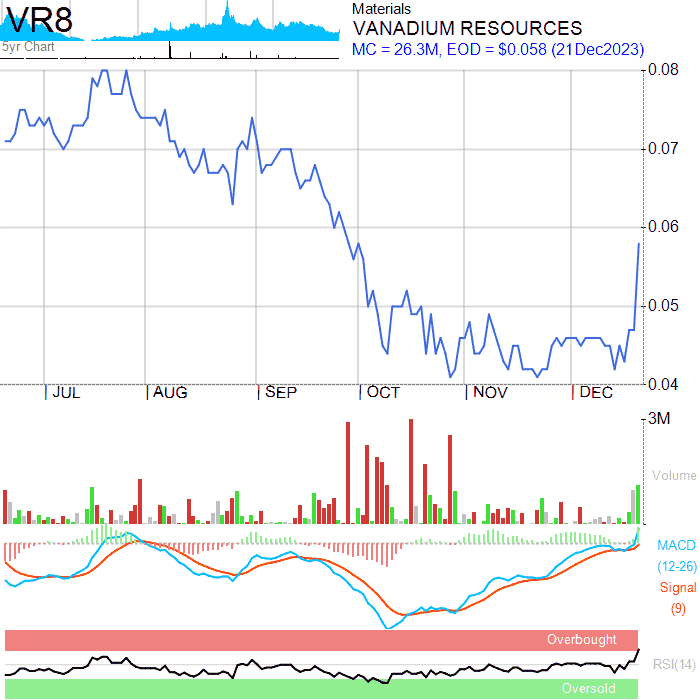 VR8
5yr Chart
Materials
VANADIUM RESOURCES
MC = 26.3M, EOD = $0.058 (21Dec2023)
0.08
0.07
0.06
0.05
0.04
JUL AUG SEP OCT NOV DEC
3M
Volume
MACD
(12-26)
Signal
(9)
Overbought
RSI(14)
Oversold